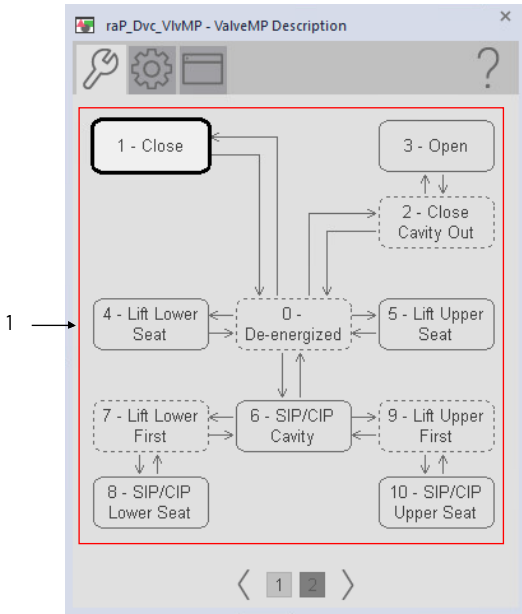 raP_Dvc_VlvMP - ValveMP Description
×
?
1 - Close
3 - Open
2 - Close
Cavity Out
1
4 - Lift Lower
Seat
0 -
De-energized
5 - Lift Upper
Seat
7 - Lift Lower
First
6 - SIP/CIP
Cavity
9 - Lift Upper
First
8 - SIP/CIP
Lower Seat
10 - SIP/CIP
Upper Seat
1 2